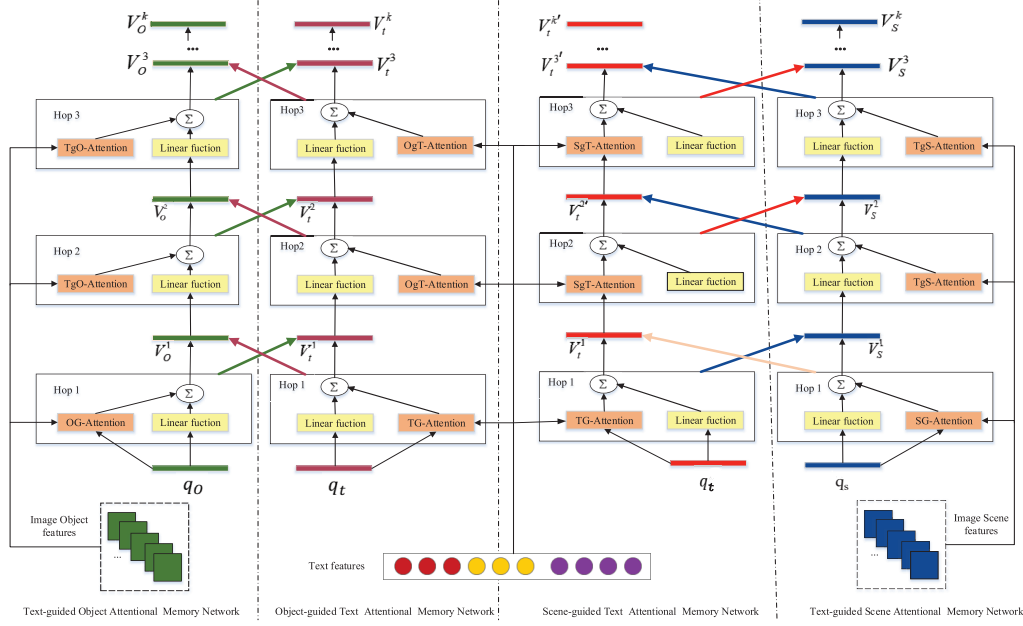 V_O^k
V_t^k
V_t^{k'}
V_S^k
...
...
...
...
V_O^3
V_t^3
V_t^{3'}
V_S^3
Hop 3
Σ
Hop3
Σ
Hop3
Σ
Hop 3
Σ
TgO-Attention
Linear fuction
Linear fuction
OgT-Attention
SgT-Attention
Linear fuction
Linear fuction
TgS-Attention
V_o^2
V_t^2
V_t^{2'}
V_S^2
Hop 2
Σ
Hop2
Σ
Hop2
Σ
Hop 2
Σ
TgO-Attention
Linear fuction
Linear fuction
OgT-Attention
SgT-Attention
Linear fuction
Linear fuction
TgS-Attention
V_O^1
V_t^1
V_t^1
V_S^1
Hop 1
Σ
Hop 1
Σ
Hop 1
Σ
Hop 1
Σ
OG-Attention
Linear fuction
Linear fuction
TG-Attention
TG-Attention
Linear fuction
Linear fuction
SG-Attention
q_O
q_t
q_t
q_s
Image Object
features
...
Text features
Image Scene
features
...
Text-guided Object Attentional Memory Network
Object-guided Text Attentional Memory Network
Scene-guided Text Attentional Memory Network
Text-guided Scene Attentional Memory Network